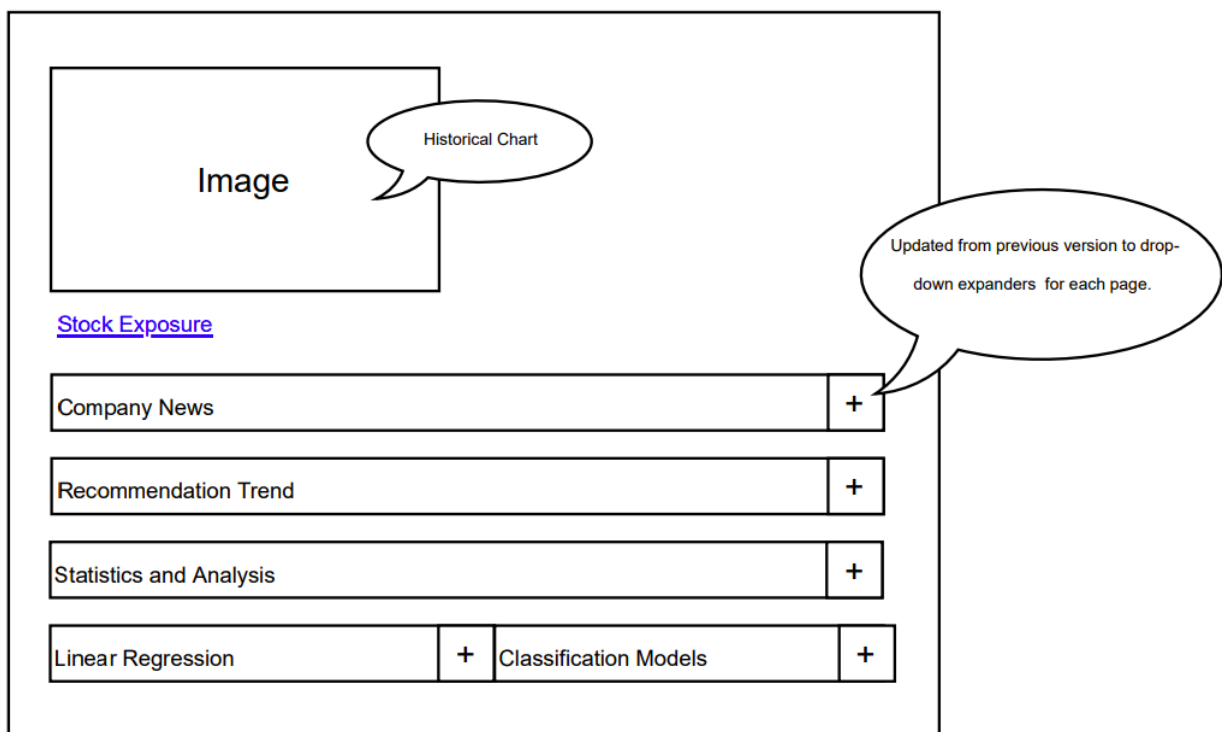 Image
Historical Chart
Updated from previous version to drop-
down expanders for each page.
Stock Exposure
Company News
+
Recommendation Trend
+
Statistics and Analysis
+
Linear Regression
+
Classification Models
+